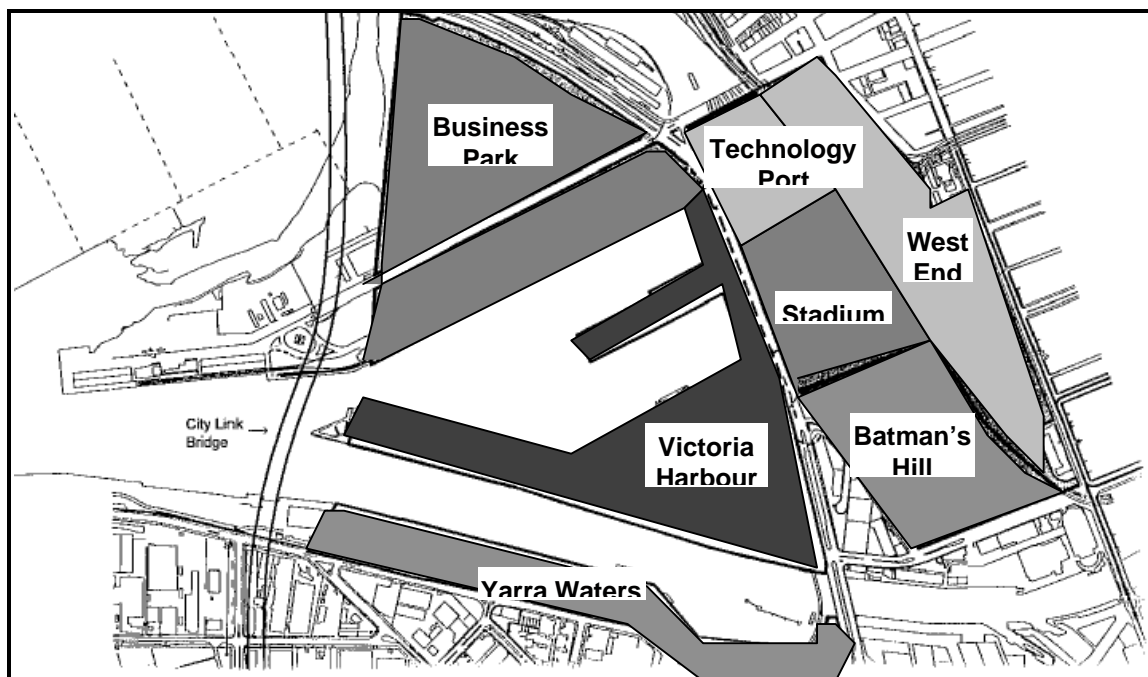 Business
Park
Technology
Port
West
End
Stadium
City Link
Bridge
Victoria
Harbour
Batman's
Hill
Yarra Waters